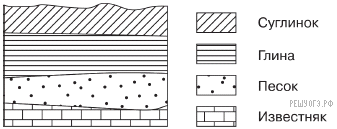 Суглинок
Глина
Песок
РЕШУОГЭ.РФ
Известняк